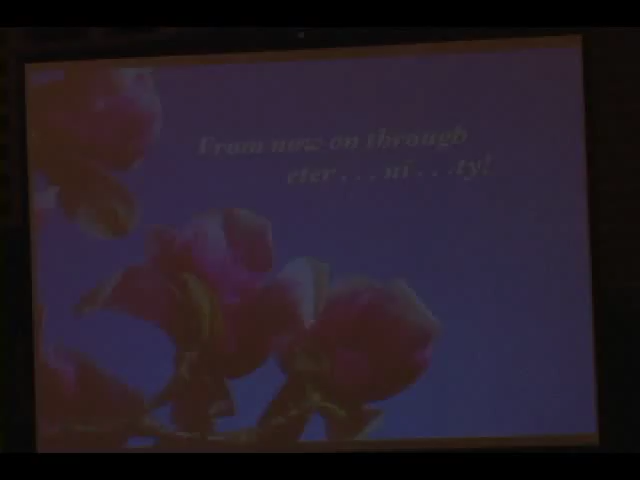 From now on through
eter . . . ni . . . ty!